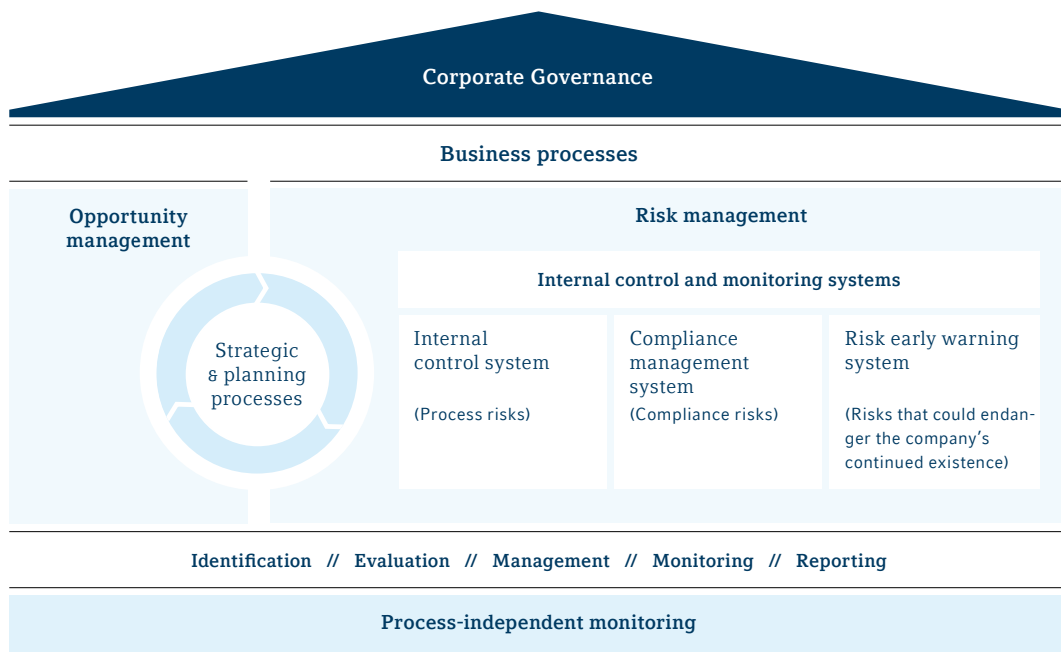 Corporate Governance
Business processes
Opportunity
management
Strategic
& planning
processes
Risk management
Internal control and monitoring systems
Internal
control system
(Process risks)
Compliance
management
system
(Compliance risks)
Risk early warning
system
(Risks that could endan-
ger the company's
continued existence)
Identification // Evaluation // Management // Monitoring // Reporting
Process-independent monitoring